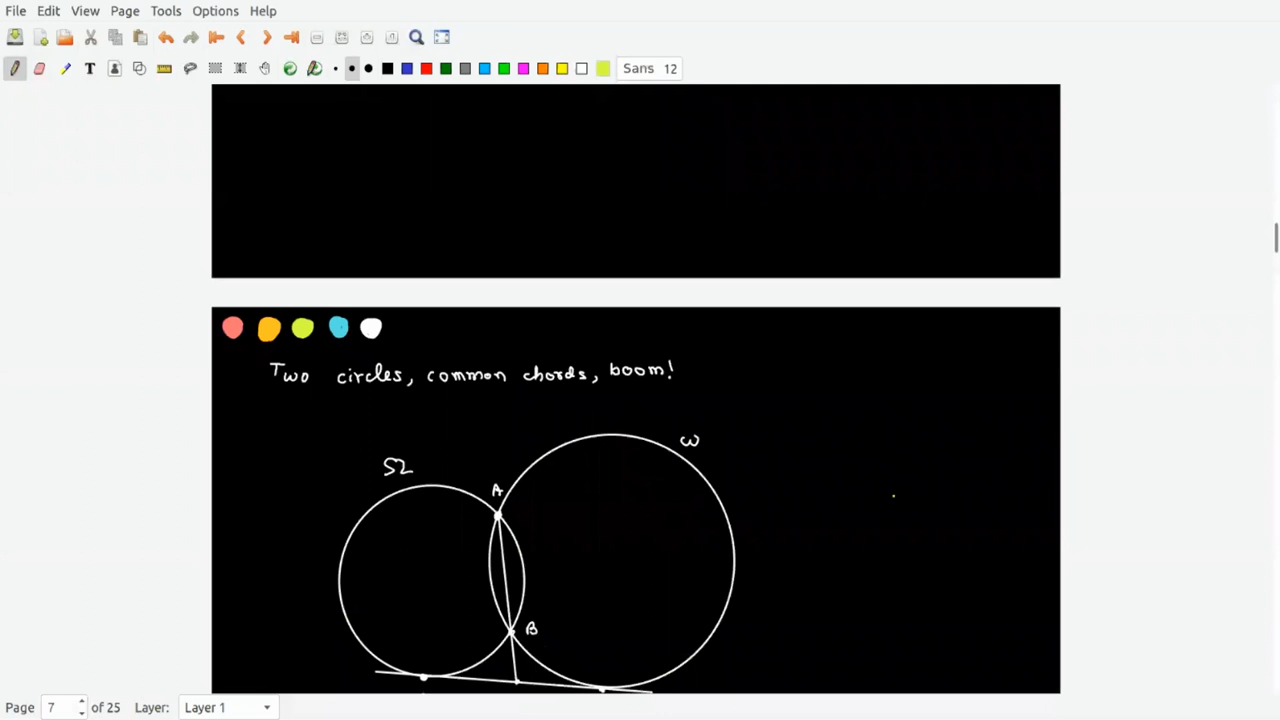 File Edit View Page Tools Options Help
T Sans 12
Two circles, common chords, boom!
ω
Ω
A
B
Page 7 of 25 Layer: Layer 1